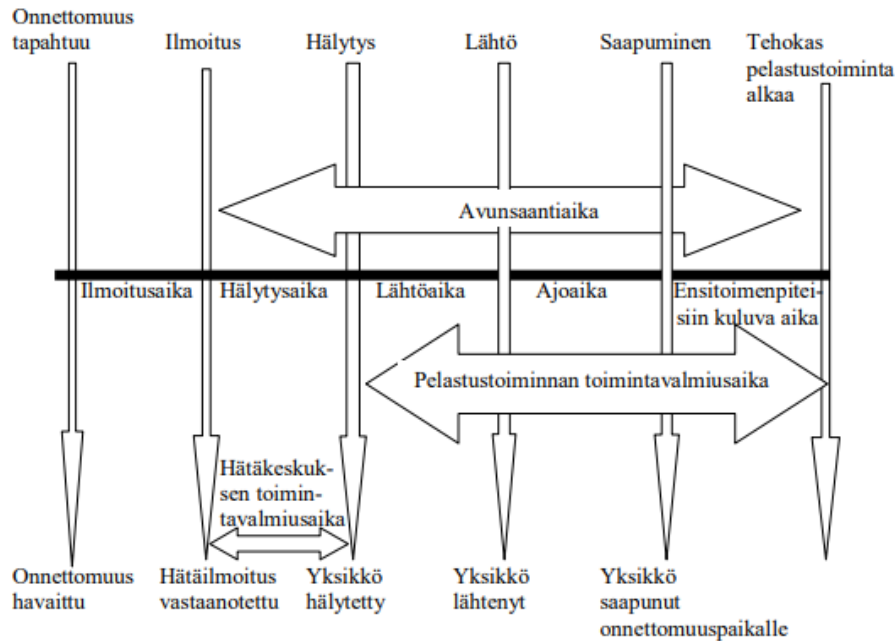 Onnettomuus
tapahtuu
Ilmoitus
Hälytys
Lähtö
Saapuminen
Tehokas
pelastustoiminta
alkaa
Avunsaantiaika
Ilmoitusaika
Hälytysaika
Lähtöaika
Ajoaika
Ensitoimenpitei-
siin kuluva aika
Pelastustoiminnan toimintavalmiusaika
Hätäkeskuk-
sen toimin-
tavalmiusaika
Onnettomuus
havaittu
Hätäilmoitus
vastaanotettu
Yksikkö
hälytetty
Yksikkö
lähtenyt
Yksikkö
saapunut
onnettomuuspaikalle